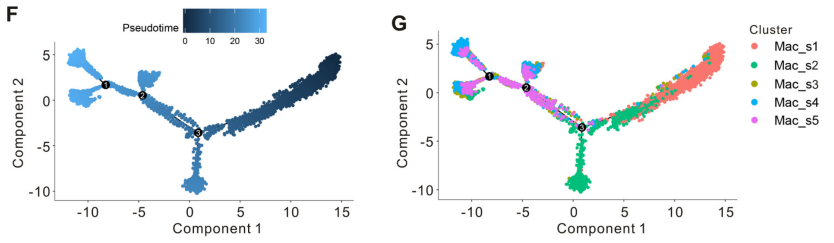 F
Pseudotime
0 10 20 30
Component 2
5
0
-5
-10
1
2
3
-10 -5 0 5 10 15
Component 1
G
Component 2
5
0
-5
-10
1
2
3
-10 -5 0 5 10 15
Component 1
Cluster
Mac_s1
Mac_s2
Mac_s3
Mac_s4
Mac_s5